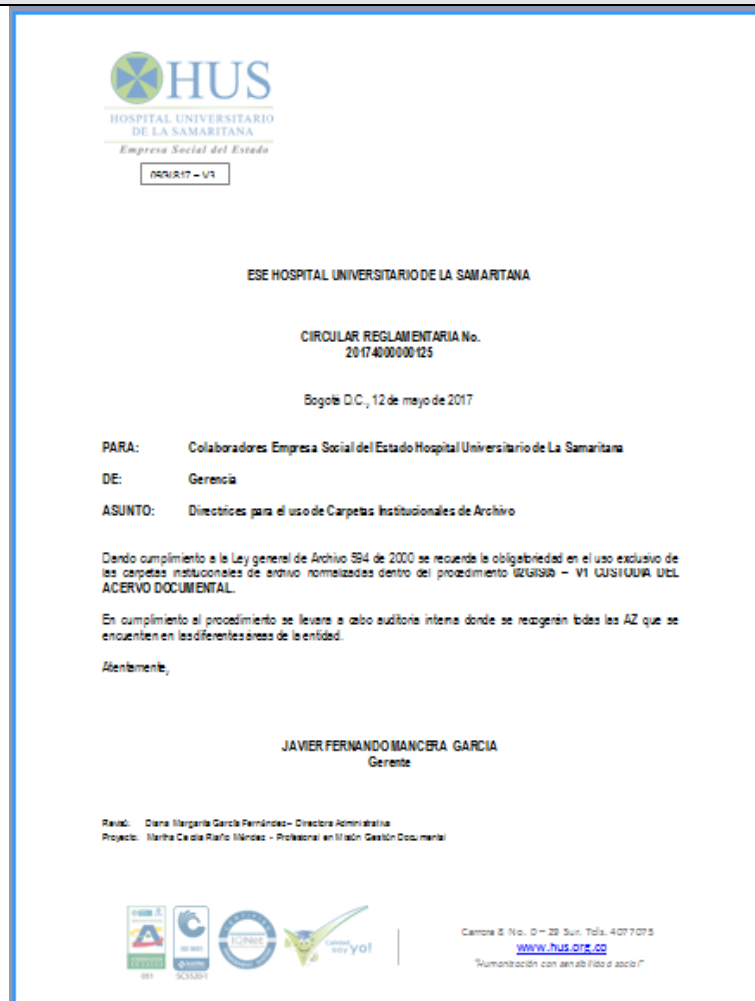 HUS
HOSPITAL UNIVERSITARIO
DE LA SAMARITANA
Empresa Social del Estado
ESE HOSPITAL UNIVERSITARIO DE LA SAMARITANA
CIRCULAR REGLAMENTARIA No.
20174000000125
Bogotá D.C., 12 de mayo de 2017
PARA: Colaboradores Empresa Social del Estado Hospital Universitario de La Samaritana
DE: Gerencia
ASUNTO: Directrices para el uso de Carpetas Institucionales de Archivo
Dando cumplimiento a la Ley general de Archivo 594 de 2000 se recuerda la obligatoriedad en el uso exclusivo de
las carpetas institucionales de archivo normalizadas dentro del procedimiento 02GIS05 – V1 CUSTODIA DEL
ACERVO DOCUMENTAL.
En cumplimiento al procedimiento se llevara a cabo auditoria interna donde se recogerán todas las AZ que se
encuentren en las diferentes áreas de la entidad.
Atentamente,
JAVIER FERNANDO MANCERA GARCIA
Gerente
Revisó: Diana Margarita García Fernández – Directora Administrativa
Proyecto: Martha Cecilia Riaño Méndez - Profesional en Misión Gestión Documental
IQNet
Calidad,
soy yo!
Carrera 8 No. 0 – 29 Sur. Tels. 4077075
www.hus.org.co
"Humanización con sensibilidad social"